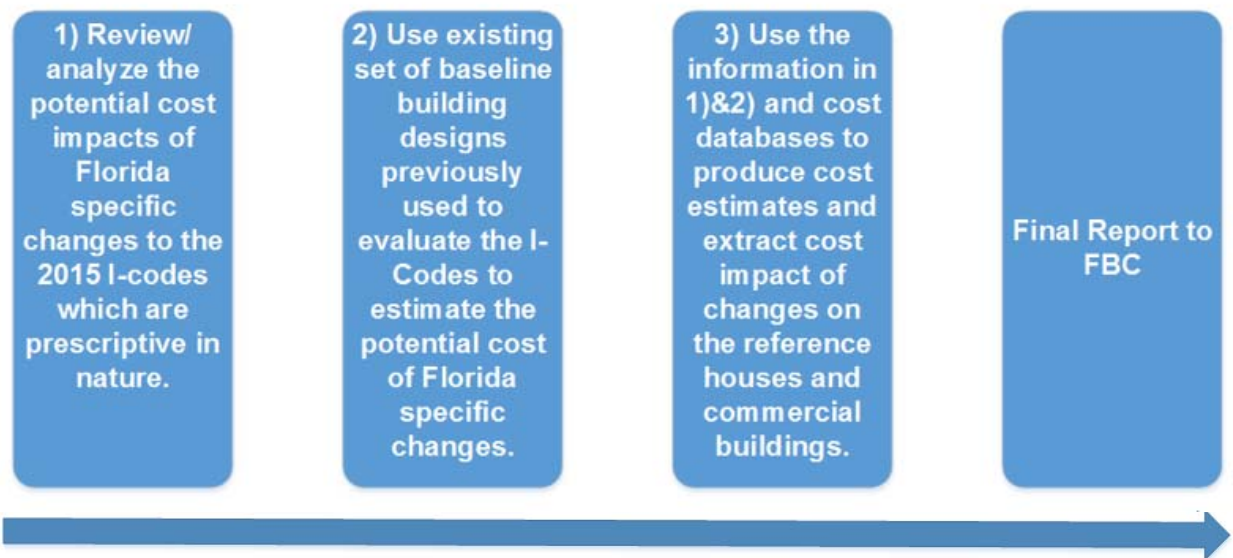 1) Review/
analyze the
potential cost
impacts of
Florida
specific
changes to the
2015 I-codes
which are
prescriptive in
nature.
2) Use existing
set of baseline
building
designs
previously
used to
evaluate the I-
Codes to
estimate the
potential cost
of Florida
specific
changes.
3) Use the
information in
1)&2) and cost
databases to
produce cost
estimates and
extract cost
impact of
changes on
the reference
houses and
commercial
buildings.
Final Report to
FBC